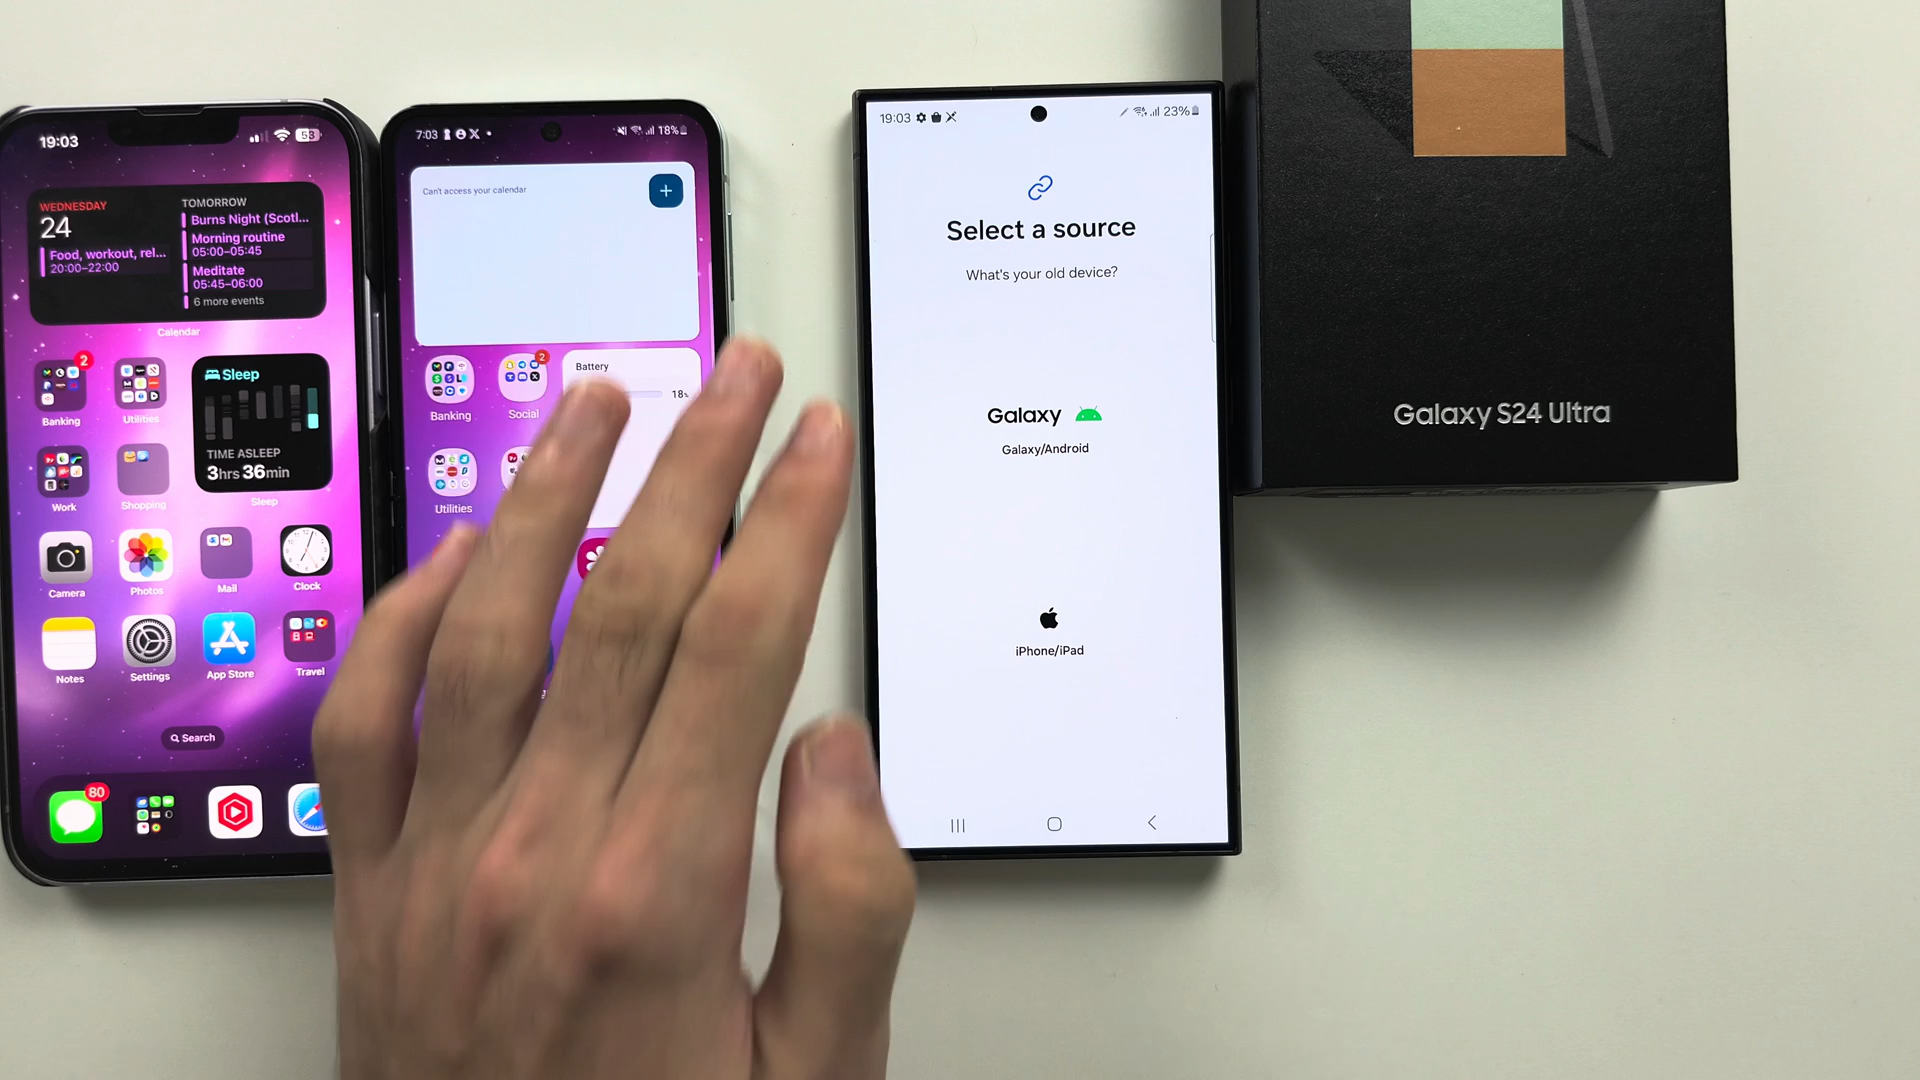 19:03
53
WEDNESDAY
24
Food, workout, rel...
20:00–22:00
TOMORROW
Burns Night (Scotl...
Morning routine
05:00–05:45
Meditate
05:45–06:00
6 more events
Calendar
2
Banking
Utilities
Sleep
TIME ASLEEP
3hrs 36min
Sleep
Work
Shopping
Camera
Photos
Mail
Clock
Notes
Settings
App Store
Travel
Search
80
7:03
18%
Can't access your calendar
Banking
2
Social
Battery
18%
Utilities
19:03
23%
Select a source
What's your old device?
Galaxy
Galaxy/Android
iPhone/iPad
Galaxy S24 Ultra